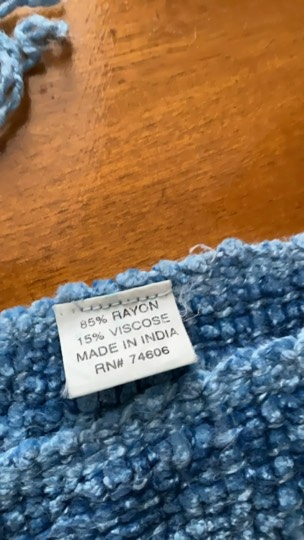 85% RAYON
15% VISCOSE
MADE IN INDIA
RN# 74606